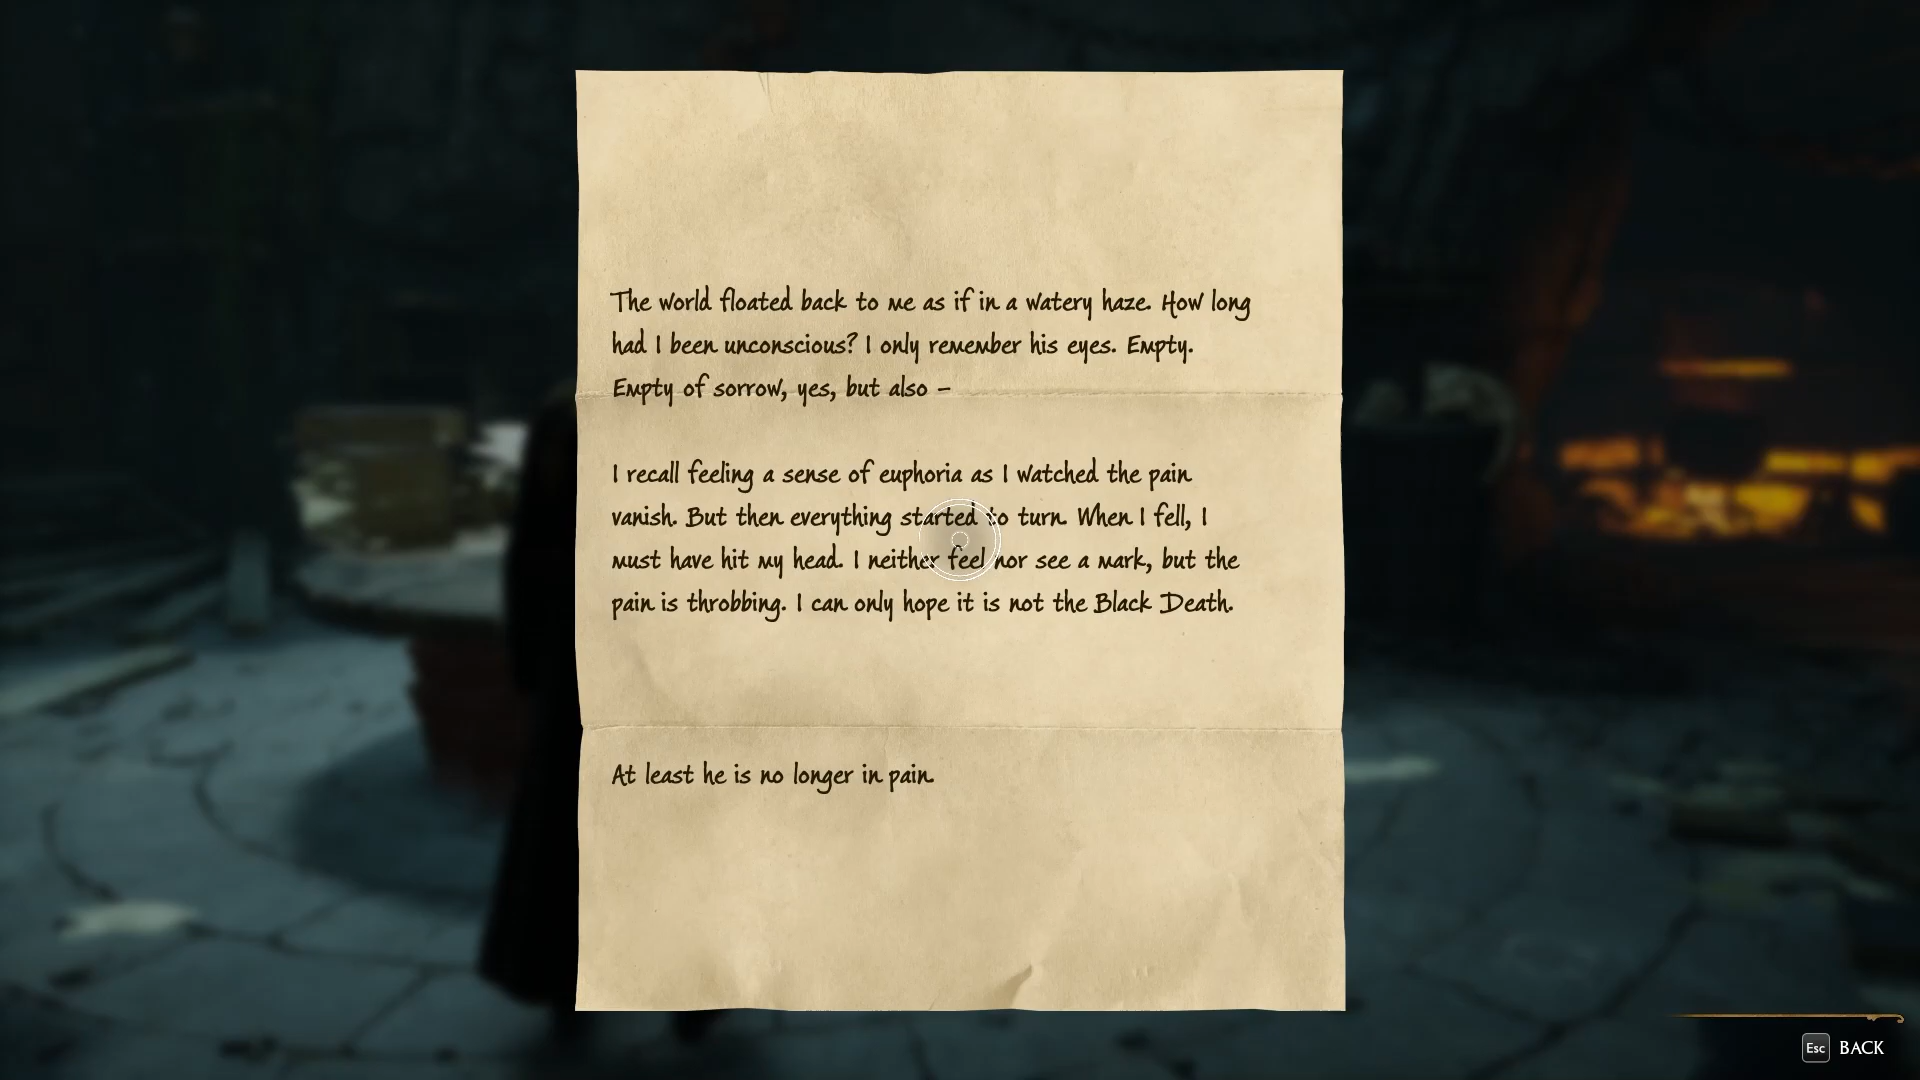 The world floated back to me as if in a watery haze. How long
had I been unconscious? I only remember his eyes. Empty.
Empty of sorrow, yes, but also –
I recall feeling a sense of euphoria as I watched the pain
vanish. But then everything started to turn. When I fell, I
must have hit my head. I neither feel nor see a mark, but the
pain is throbbing. I can only hope it is not the Black Death.
At least he is no longer in pain.
Esc BACK